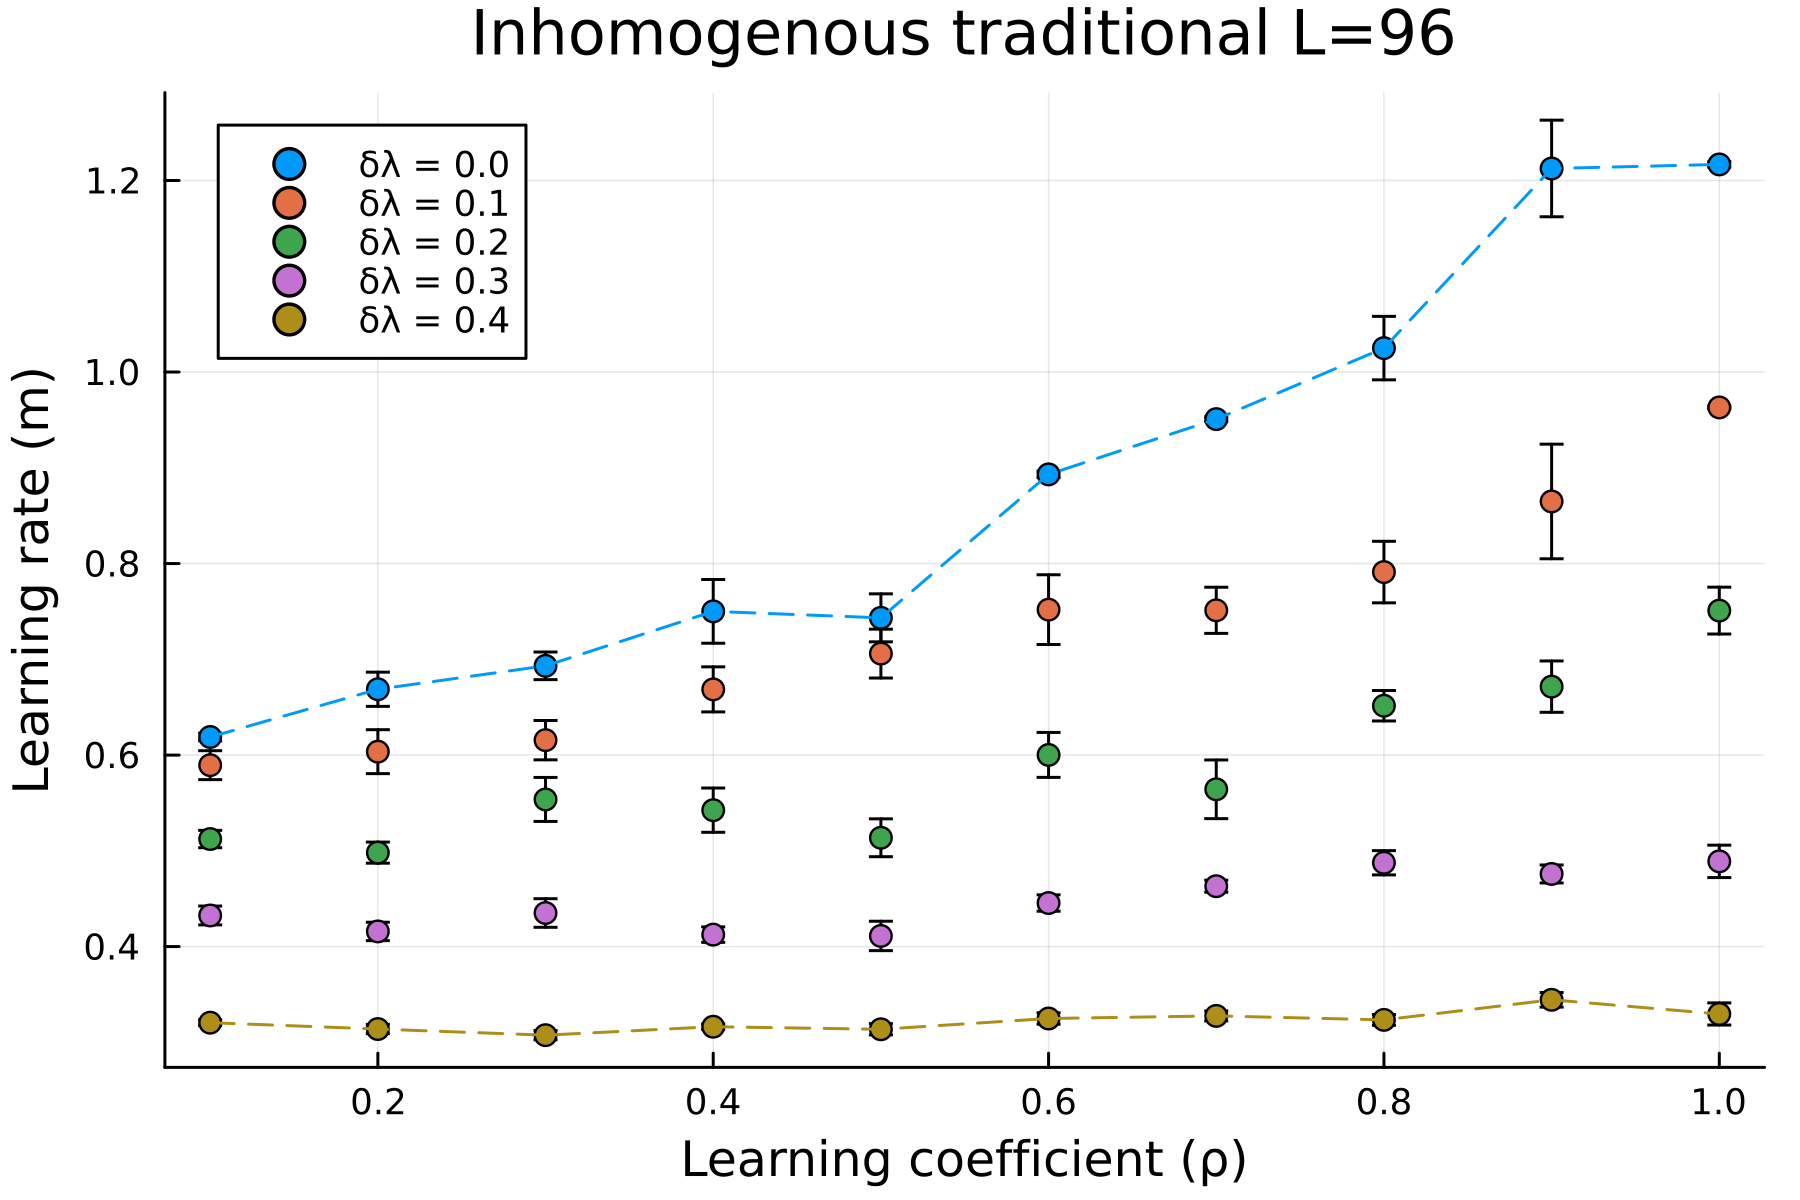 Inhomogenous traditional L=96
δλ = 0.0
δλ = 0.1
δλ = 0.2
δλ = 0.3
δλ = 0.4
Learning rate (m)
1.2
1.0
0.8
0.6
0.4
0.2
0.4
0.6
0.8
1.0
Learning coefficient (ρ)